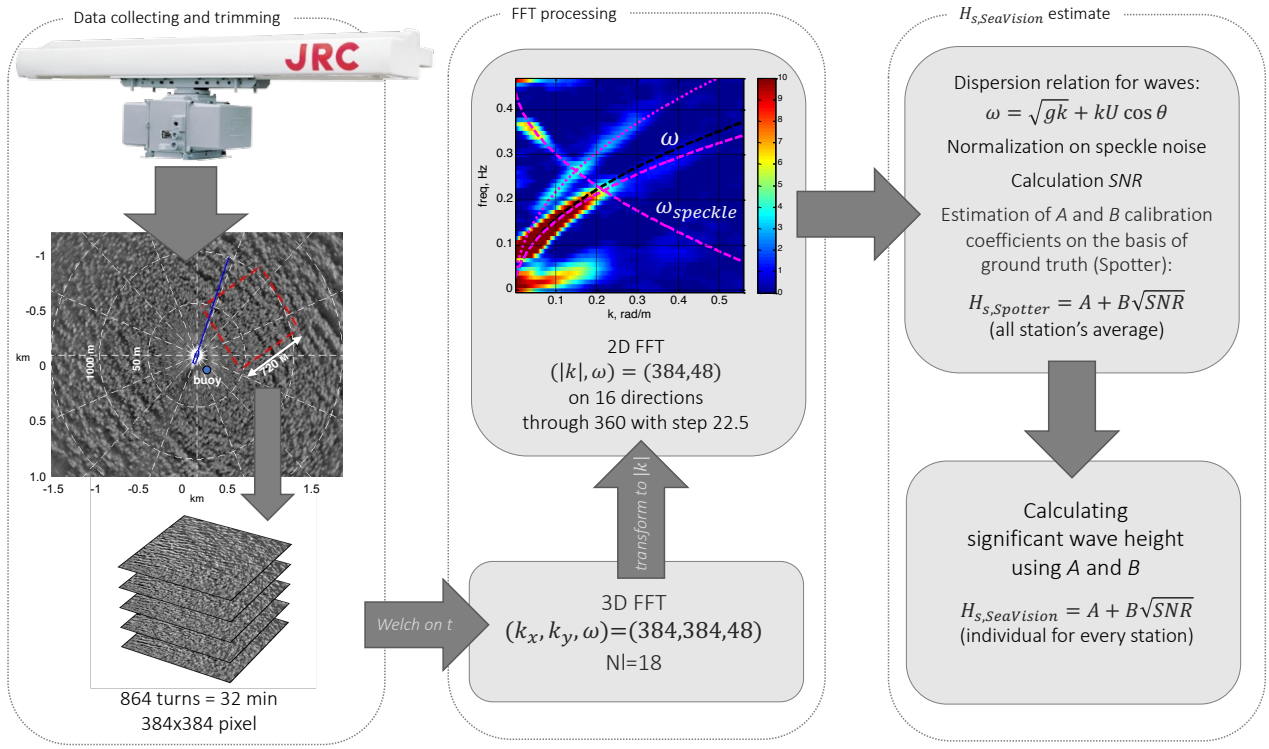 Data collecting and trimming
JRC
-1
-0.5
km
0
0.5
1.0
1000 m
50 m
buoy
720 м
-1.5
-1
-0.5
0
0.5
1
1.5
km
864 turns = 32 min
384x384 pixel
Welch on t
FFT processing
freq, Hz
0.4
0.3
0.2
0.1
0
0.1
0.2
0.3
0.4
0.5
k, rad/m
ω
ω_speckle
10
9
8
7
6
5
4
3
2
1
0
2D FFT
(|k|, ω) = (384,48)
on 16 directions
through 360 with step 22.5
transform to |k|
3D FFT
(k_x, k_y, ω)=(384,384,48)
Nl=18
H_{s,SeaVision} estimate
Dispersion relation for waves:
ω = √gk + kU cos θ
Normalization on speckle noise
Calculation SNR
Estimation of A and B calibration
coefficients on the basis of
ground truth (Spotter):
H_{s,Spotter} = A + B√SNR
(all station's average)
Calculating
significant wave height
using A and B
H_{s,SeaVision} = A + B√SNR
(individual for every station)